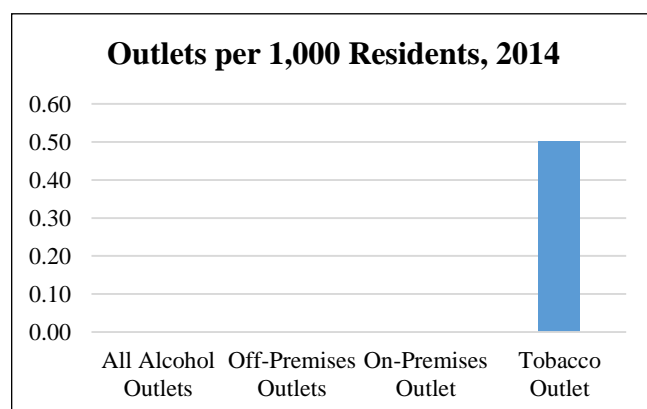 Outlets per 1,000 Residents, 2014
0.60
0.50
0.40
0.30
0.20
0.10
0.00
All Alcohol Outlets
Off-Premises Outlets
On-Premises Outlet
Tobacco Outlet